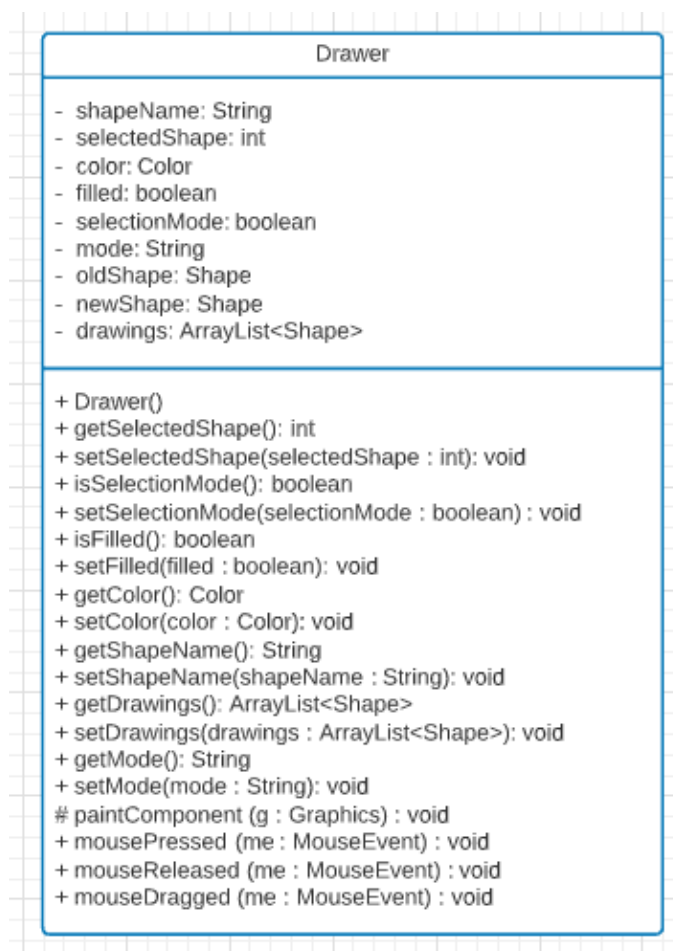 Drawer
- shapeName: String
- selectedShape: int
- color: Color
- filled: boolean
- selectionMode: boolean
- mode: String
- oldShape: Shape
- newShape: Shape
- drawings: ArrayList<Shape>
+ Drawer()
+ getSelectedShape(): int
+ setSelectedShape(selectedShape : int): void
+ isSelectionMode(): boolean
+ setSelectionMode(selectionMode : boolean) : void
+ isFilled(): boolean
+ setFilled(filled : boolean): void
+ getColor(): Color
+ setColor(color : Color): void
+ getShapeName(): String
+ setShapeName(shapeName : String): void
+ getDrawings(): ArrayList<Shape>
+ setDrawings(drawings : ArrayList<Shape>): void
+ getMode(): String
+ setMode(mode : String): void
# paintComponent (g : Graphics) : void
+ mousePressed (me : MouseEvent) : void
+ mouseReleased (me : MouseEvent) : void
+ mouseDragged (me : MouseEvent) : void